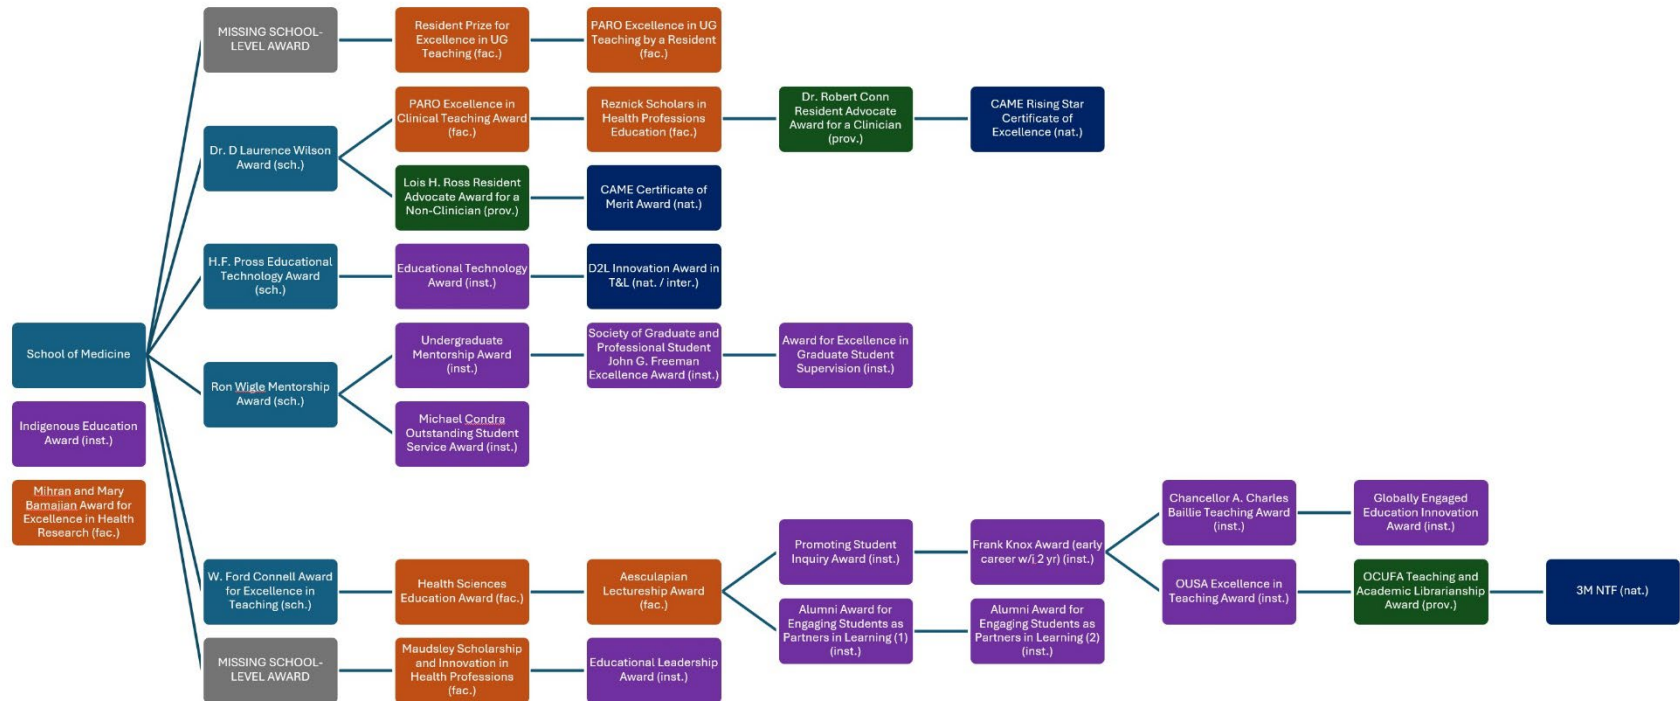 MISSING SCHOOL-
LEVEL AWARD
Resident Prize for
Excellence in UG
Teaching (fac.)
PARO Excellence in UG
Teaching by a Resident
(fac.)
Dr. D Laurence Wilson
Award (sch.)
PARO Excellence in
Clinical Teaching Award
(fac.)
Reznick Scholars in
Health Professions
Education (fac.)
Dr. Robert Conn
Resident Advocate
Award for a Clinician
(prov.)
CAME Rising Star
Certificate of
Excellence (nat.)
Lois H. Ross Resident
Advocate Award for a
Non-Clinician (prov.)
CAME Certificate of
Merit Award (nat.)
H.F. Pross Educational
Technology Award
(sch.)
Educational Technology
Award (inst.)
D2L Innovation Award in
T&L (nat. / inter.)
School of Medicine
Indigenous Education
Award (inst.)
Mihran and Mary
Bamajian Award for
Excellence in Health
Research (fac.)
Ron Wigle Mentorship
Award (sch.)
Undergraduate
Mentorship Award
(inst.)
Society of Graduate and
Professional Student
John G. Freeman
Excellence Award (inst.)
Award for Excellence in
Graduate Student
Supervision (inst.)
Michael Condra
Outstanding Student
Service Award (inst.)
W. Ford Connell Award
for Excellence in
Teaching (sch.)
Health Sciences
Education Award (fac.)
Aesculapian
Lectureship Award
(fac.)
Promoting Student
Inquiry Award (inst.)
Frank Knox Award (early
career w/i 2 yr) (inst.)
Chancellor A. Charles
Baillie Teaching Award
(inst.)
Globally Engaged
Education Innovation
Award (inst.)
OUSA Excellence in
Teaching Award (inst.)
OCUFA Teaching and
Academic Librarianship
Award (prov.)
3M NTF (nat.)
Alumni Award for
Engaging Students as
Partners in Learning (1)
(inst.)
Alumni Award for
Engaging Students as
Partners in Learning (2)
(inst.)
MISSING SCHOOL-
LEVEL AWARD
Maudsley Scholarship
and Innovation in
Health Professions
(fac.)
Educational Leadership
Award (inst.)